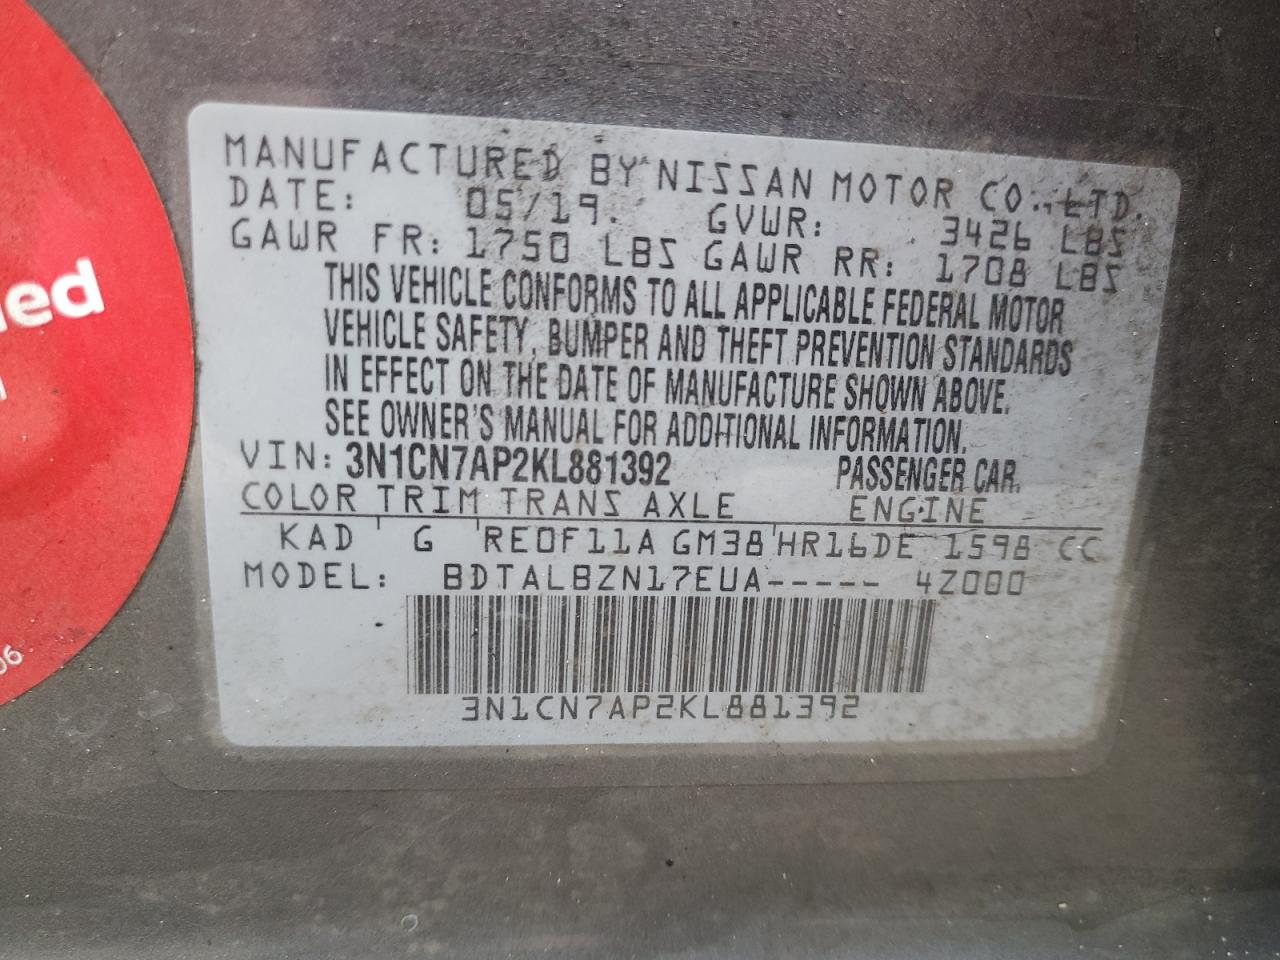 MANUFACTURED BY NISSAN MOTOR CO., LTD.
DATE: 05/19. GVWR: 3426 LBS
GAWR FR: 1750 LBS GAWR RR: 1708 LBS
THIS VEHICLE CONFORMS TO ALL APPLICABLE FEDERAL MOTOR
VEHICLE SAFETY, BUMPER AND THEFT PREVENTION STANDARDS
IN EFFECT ON THE DATE OF MANUFACTURE SHOWN ABOVE.
SEE OWNER'S MANUAL FOR ADDITIONAL INFORMATION.
VIN: 3N1CN7AP2KL881392 PASSENGER CAR.
COLOR TRIM TRANS AXLE ENGINE
KAD G RE0F11A GM38 HR16DE 1598 CC
MODEL: BDTALBZN17EUA----- 4Z000
3N1CN7AP2KL881392